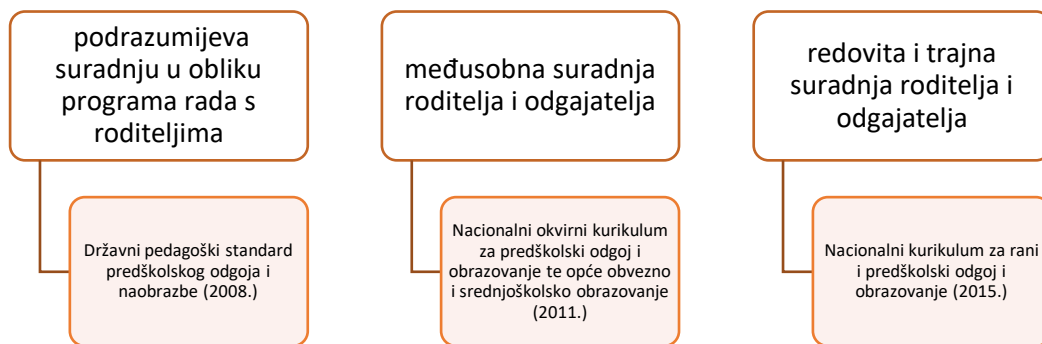 podrazumijeva
suradnju u obliku
programa rada s
roditeljima
Državni pedagoški standard
predškolskog odgoja i
naobrazbe (2008.)
međusobna suradnja
roditelja i odgajatelja
Nacionalni okvirni kurikulum
za predškolski odgoj i
obrazovanje te opće obvezno
i srednjoškolsko obrazovanje
(2011.)
redovita i trajna
suradnja roditelja i
odgajatelja
Nacionalni kurikulum za rani
i predškolski odgoj i
obrazovanje (2015.)